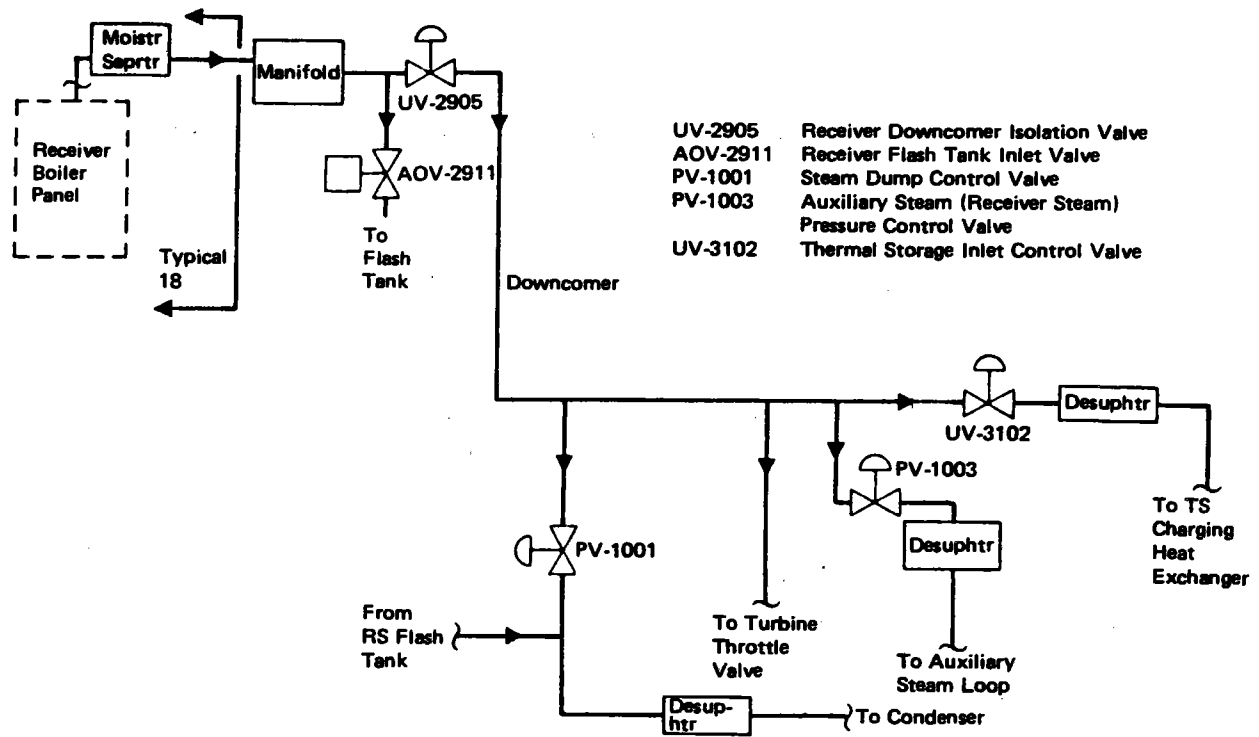 Moistr
Seprtr
Manifold
UV-2905
Receiver
Boiler
Panel
AOV-2911
To
Flash
Tank
Typical
18
Downcomer
UV-2905 Receiver Downcomer Isolation Valve
AOV-2911 Receiver Flash Tank Inlet Valve
PV-1001 Steam Dump Control Valve
PV-1003 Auxiliary Steam (Receiver Steam)
Pressure Control Valve
UV-3102 Thermal Storage Inlet Control Valve
Desuphtr
UV-3102
PV-1003
To TS
Charging
Heat
Exchanger
Desuphtr
PV-1001
From
RS Flash
Tank
To Turbine
Throttle
Valve
To Auxiliary
Steam Loop
Desup-
htr
To Condenser